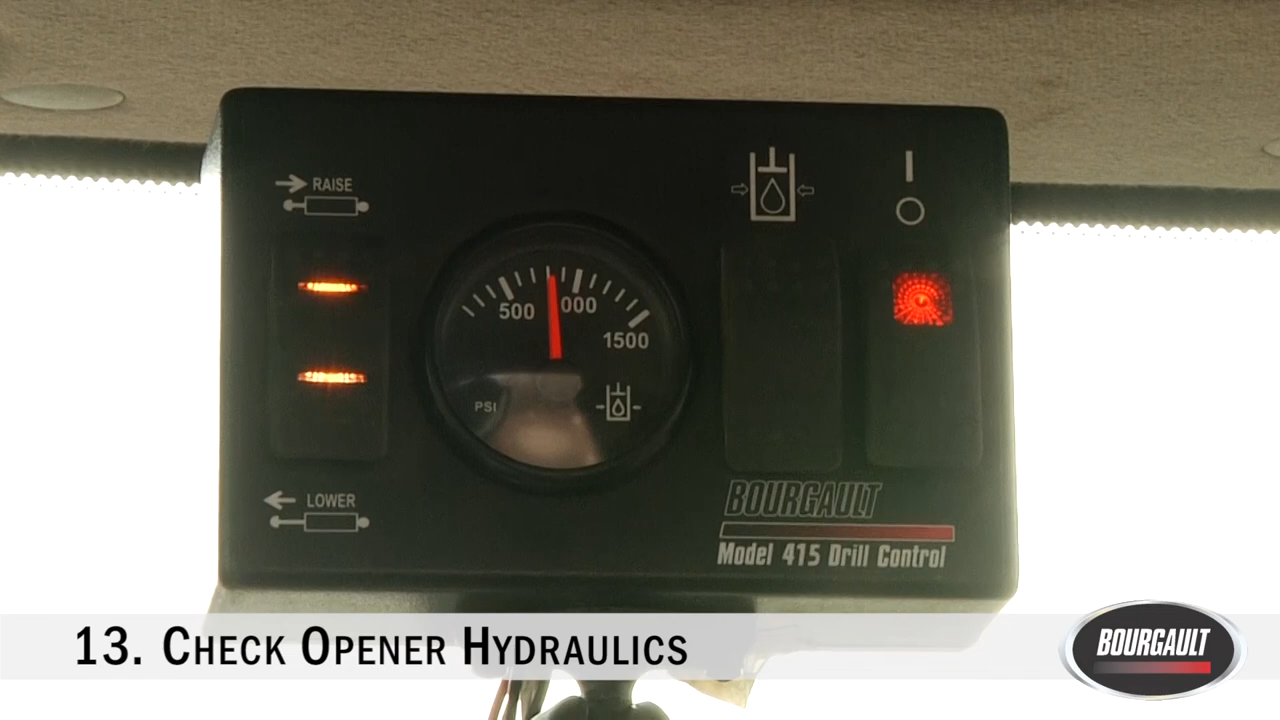 RAISE
500
000
1500
PSI
LOWER
BOURGAULT
Model 415 Drill Control
13. CHECK OPENER HYDRAULICS
BOURGAULT